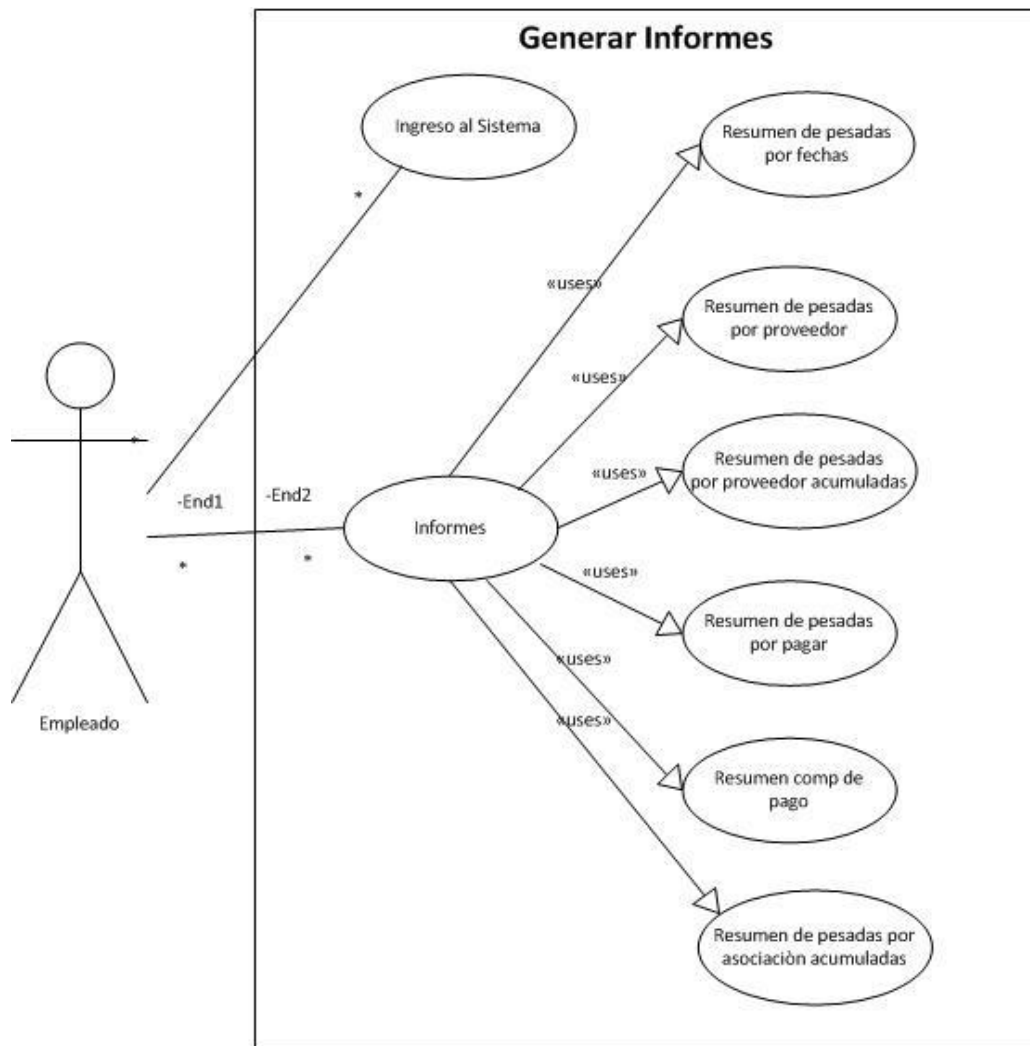 Generar Informes
Ingreso al Sistema
Resumen de pesadas
por fechas
*
«uses»
Resumen de pesadas
por proveedor
«uses»
*
Resumen de pesadas
por proveedor acumuladas
«uses»
-End1
-End2
Informes
*
*
«uses»
Resumen de pesadas
por pagar
«uses»
Empleado
«uses»
Resumen comp de
pago
Resumen de pesadas por
asociaciòn acumuladas